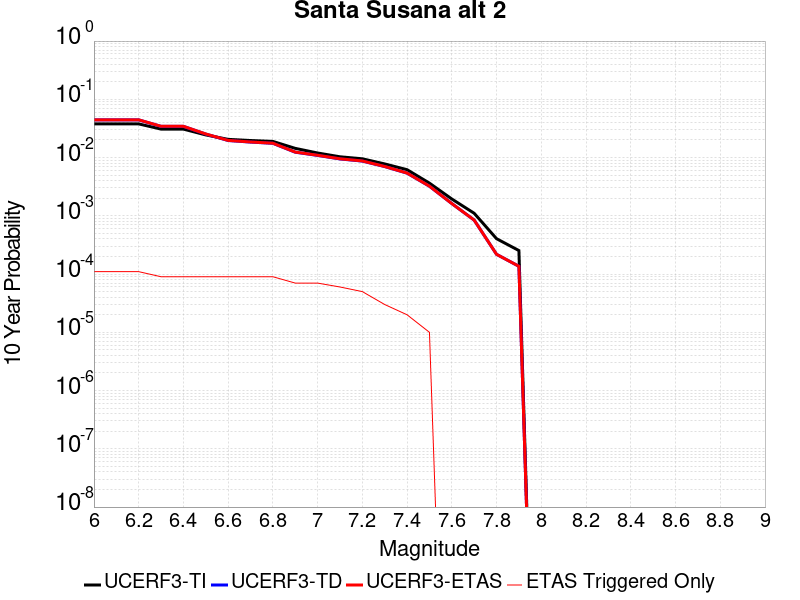 Santa Susana alt 2
10^0
10^-1
10^-2
10^-3
10^-4
10^-5
10^-6
10^-7
10^-8
10 Year Probability
6 6.2 6.4 6.6 6.8 7 7.2 7.4 7.6 7.8 8 8.2 8.4 8.6 8.8 9
Magnitude
UCERF3-TI UCERF3-TD UCERF3-ETAS ETAS Triggered Only